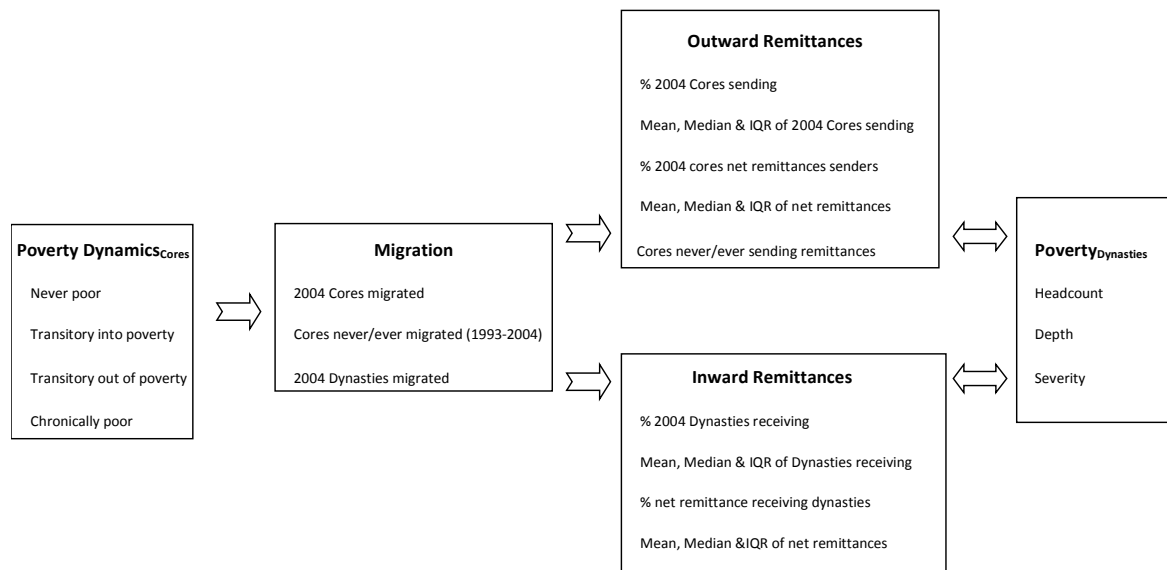 Poverty DynamicsCores
Never poor
Transitory into poverty
Transitory out of poverty
Chronically poor
Migration
2004 Cores migrated
Cores never/ever migrated (1993-2004)
2004 Dynasties migrated
Outward Remittances
% 2004 Cores sending
Mean, Median & IQR of 2004 Cores sending
% 2004 cores net remittances senders
Mean, Median & IQR of net remittances
Cores never/ever sending remittances
Inward Remittances
% 2004 Dynasties receiving
Mean, Median & IQR of Dynasties receiving
% net remittance receiving dynasties
Mean, Median &IQR of net remittances
PovertyDynasties
Headcount
Depth
Severity